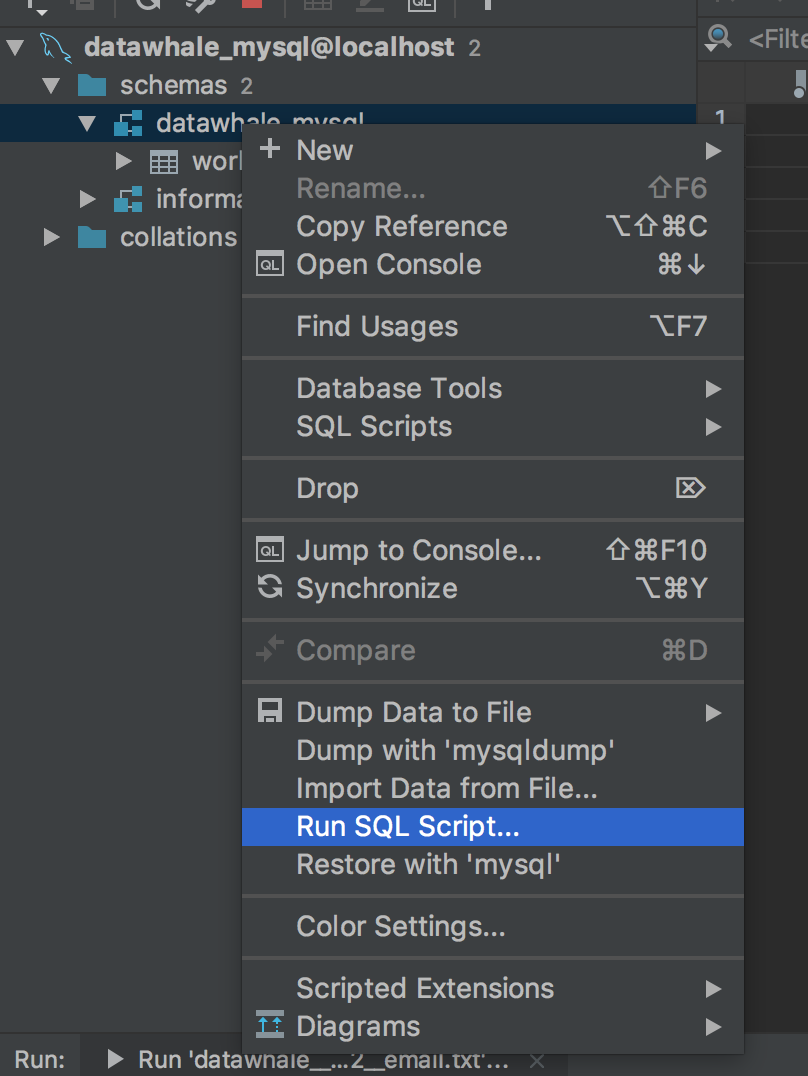 datawhale_mysql@localhost 2
<Filte
schemas 2
datawhale_mysql
1
New
Rename... ⇧F6
Copy Reference ⌥⇧⌘C
QL Open Console ⌘↓
Find Usages ⌥F7
Database Tools
SQL Scripts
Drop ⌦
QL Jump to Console... ⇧⌘F10
Synchronize ⌥⌘Y
Compare ⌘D
Dump Data to File
Dump with 'mysqldump'
Import Data from File...
Run SQL Script...
Restore with 'mysql'
Color Settings...
Scripted Extensions
Diagrams
collations
Run: Run 'datawhale__...2__email.txt'...